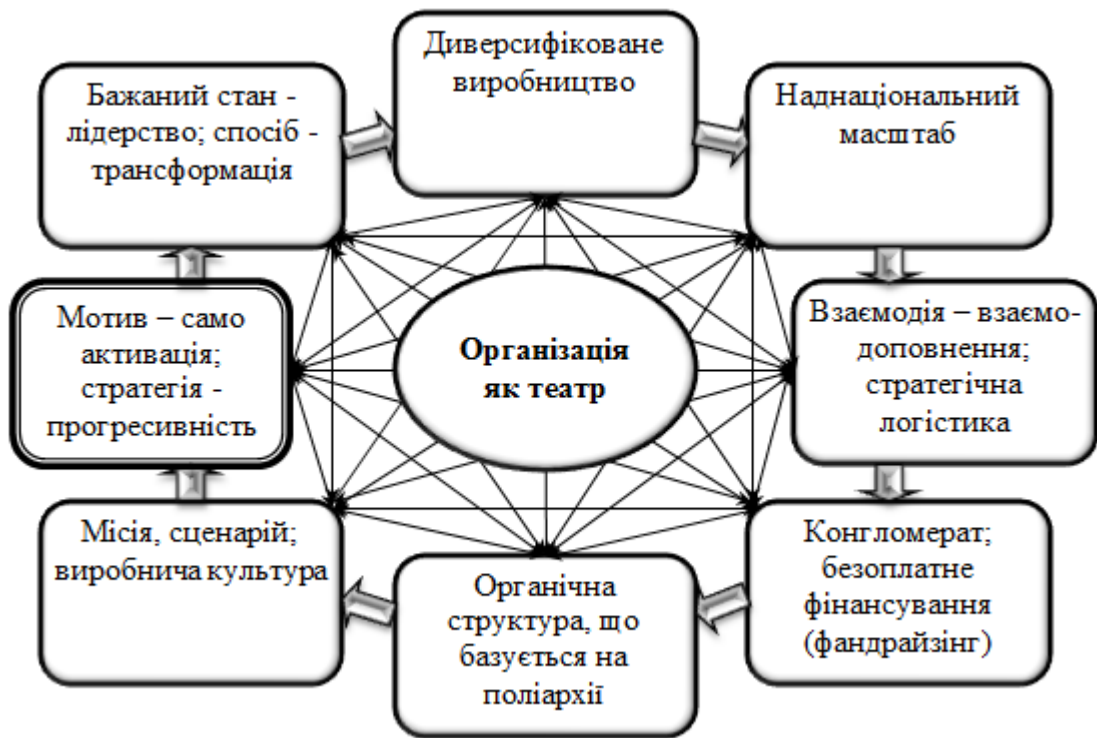 Диверсифіковане
виробництво
Бажаний стан -
лідерство; спосіб -
трансформація
Наднаціональний
масштаб
Мотив – само
активація;
стратегія -
прогресивність
Організація
як театр
Взаємодія – взаємо-
доповнення;
стратегічна
логістика
Місія, сценарій;
виробнича культура
Органічна
структура, що
базується на
поліархії
Конгломерат;
безоплатне
фінансування
(фандрайзінг)